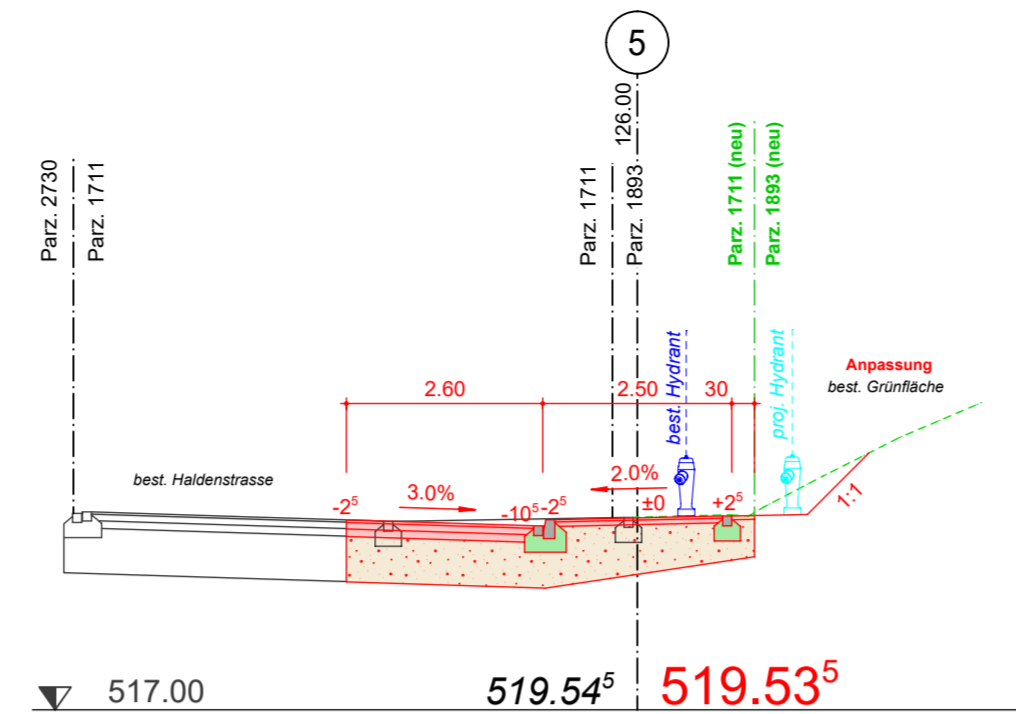 5
126.00
Parz. 2730
Parz. 1711
Parz. 1711
Parz. 1893
Parz. 1711 (neu)
Parz. 1893 (neu)
best. Hydrant
proj. Hydrant
Anpassung
best. Grünfläche
2.60
2.50
30
best. Haldenstrasse
-2⁵
3.0%
-10⁵
-2⁵
2.0%
±0
+2⁵
1:1
517.00
519.54⁵
519.53⁵